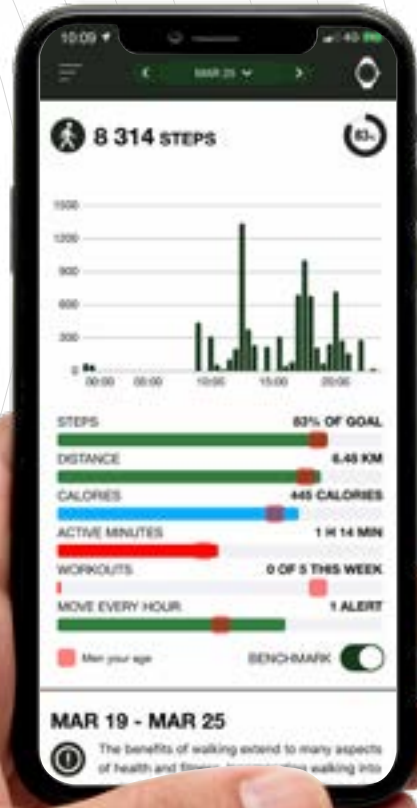 10:09
4G
MAR 25
8 314 STEPS
83%
1500
1200
900
600
300
0
00:00 05:00 10:00 15:00 20:00
STEPS 83% OF GOAL
DISTANCE 6.48 KM
CALORIES 445 CALORIES
ACTIVE MINUTES 1 H 14 MIN
WORKOUTS 0 OF 5 THIS WEEK
MOVE EVERY HOUR 1 ALERT
Men your age BENCHMARK
MAR 19 - MAR 25
The benefits of walking extend to many aspects
of health and walking into